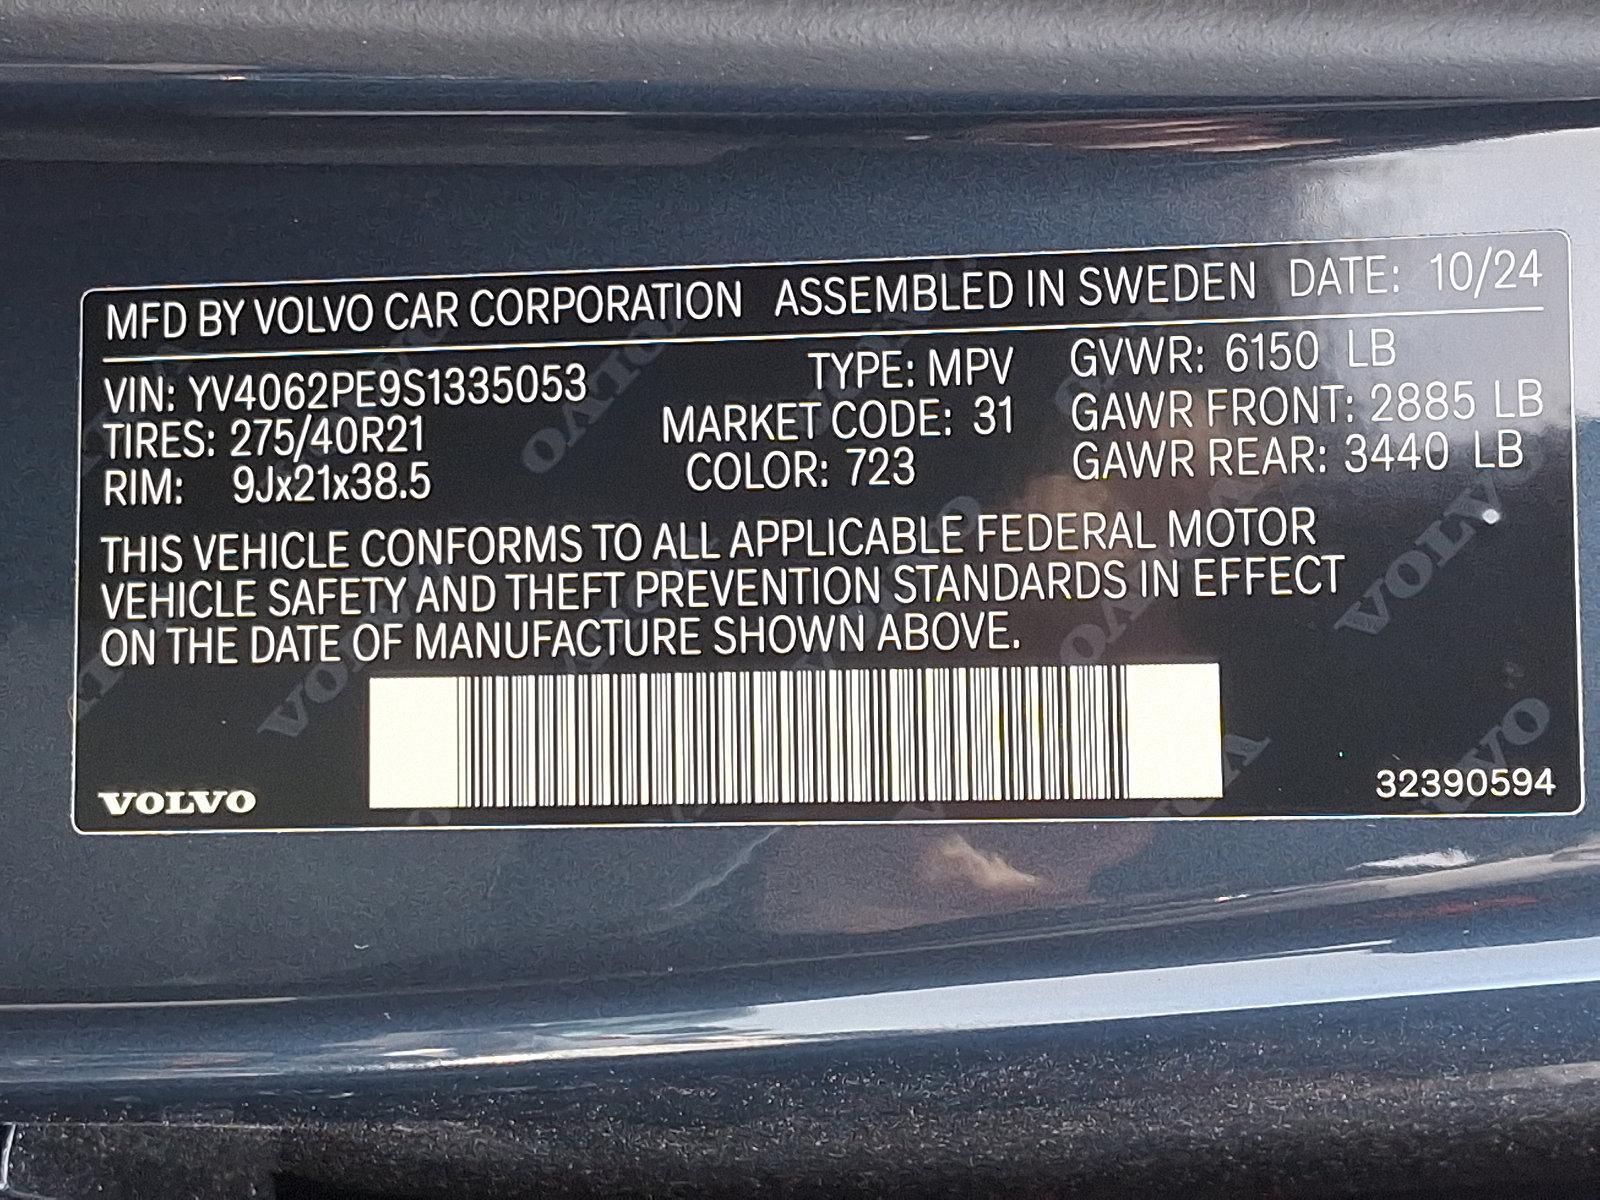 MFD BY VOLVO CAR CORPORATION ASSEMBLED IN SWEDEN DATE: 10/24
VIN: YV4062PE9S1335053 TYPE: MPV GVWR: 6150 LB
TIRES: 275/40R21 MARKET CODE: 31 GAWR FRONT: 2885 LB
RIM: 9Jx21x38.5 COLOR: 723 GAWR REAR: 3440 LB
THIS VEHICLE CONFORMS TO ALL APPLICABLE FEDERAL MOTOR
VEHICLE SAFETY AND THEFT PREVENTION STANDARDS IN EFFECT
ON THE DATE OF MANUFACTURE SHOWN ABOVE.
VOLVO 32390594